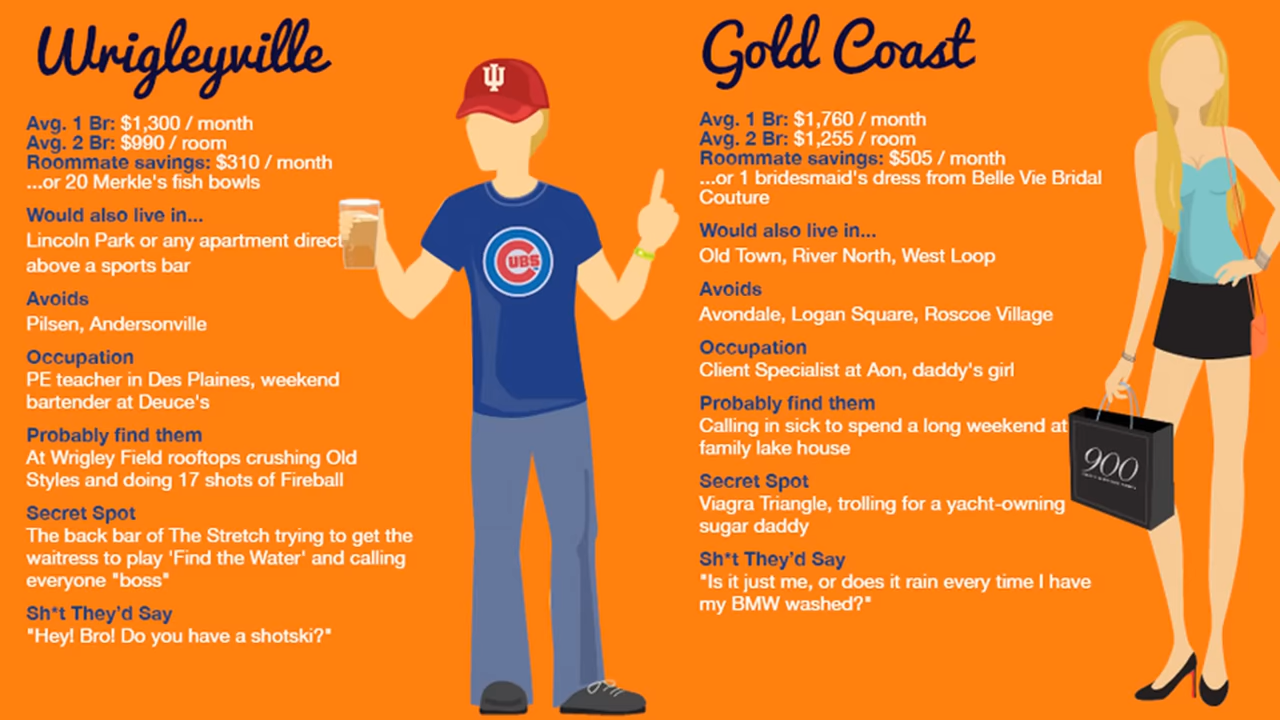 Wrigleyville
Avg. 1 Br: $1,300 / month
Avg. 2 Br: $990 / room
Roommate savings: $310 / month
...or 20 Merkle's fish bowls
Would also live in...
Lincoln Park or any apartment direct
above a sports bar
Avoids
Pilsen, Andersonville
Occupation
PE teacher in Des Plaines, weekend
bartender at Deuce's
Probably find them
At Wrigley Field rooftops crushing Old
Styles and doing 17 shots of Fireball
Secret Spot
The back bar of The Stretch trying to get the
waitress to play 'Find the Water' and calling
everyone "boss"
Sh*t They'd Say
"Hey! Bro! Do you have a shotski?"
CUBS
Gold Coast
Avg. 1 Br: $1,760 / month
Avg. 2 Br: $1,255 / room
Roommate savings: $505 / month
...or 1 bridesmaid's dress from Belle Vie Bridal
Couture
Would also live in...
Old Town, River North, West Loop
Avoids
Avondale, Logan Square, Roscoe Village
Occupation
Client Specialist at Aon, daddy's girl
Probably find them
Calling in sick to spend a long weekend at
family lake house
Secret Spot
Viagra Triangle, trolling for a yacht-owning
sugar daddy
Sh*t They'd Say
"Is it just me, or does it rain every time I have
my BMW washed?"
900